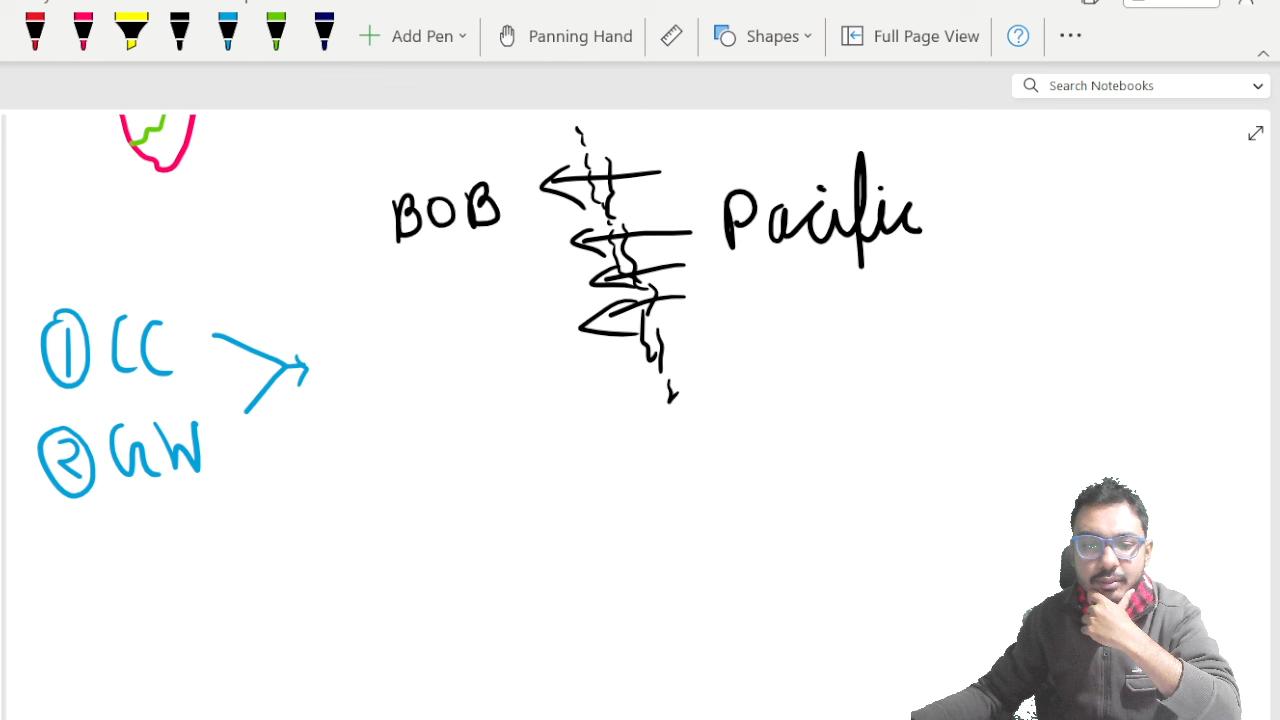 Add Pen
Panning Hand
Shapes
Full Page View
?
Search Notebooks
BOB
Pacific
1 CC
2 GW